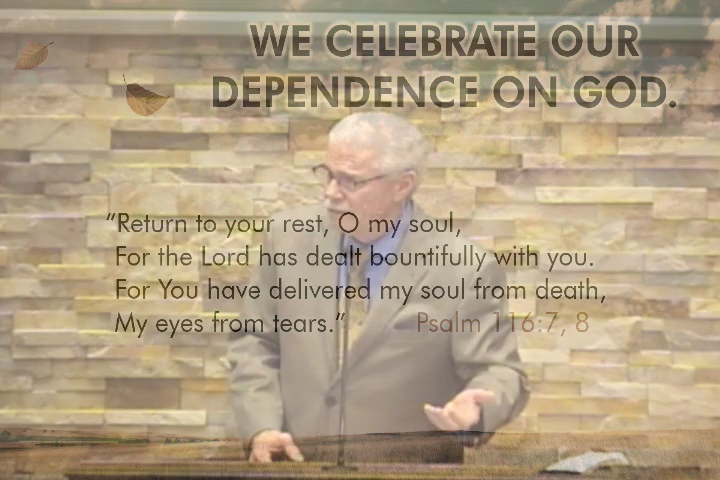 WE CELEBRATE OUR
DEPENDENCE ON GOD.
“Return to your rest, O my soul,
For the Lord has dealt bountifully with you.
For You have delivered my soul from death,
My eyes from tears.” Psalm 116:7, 8